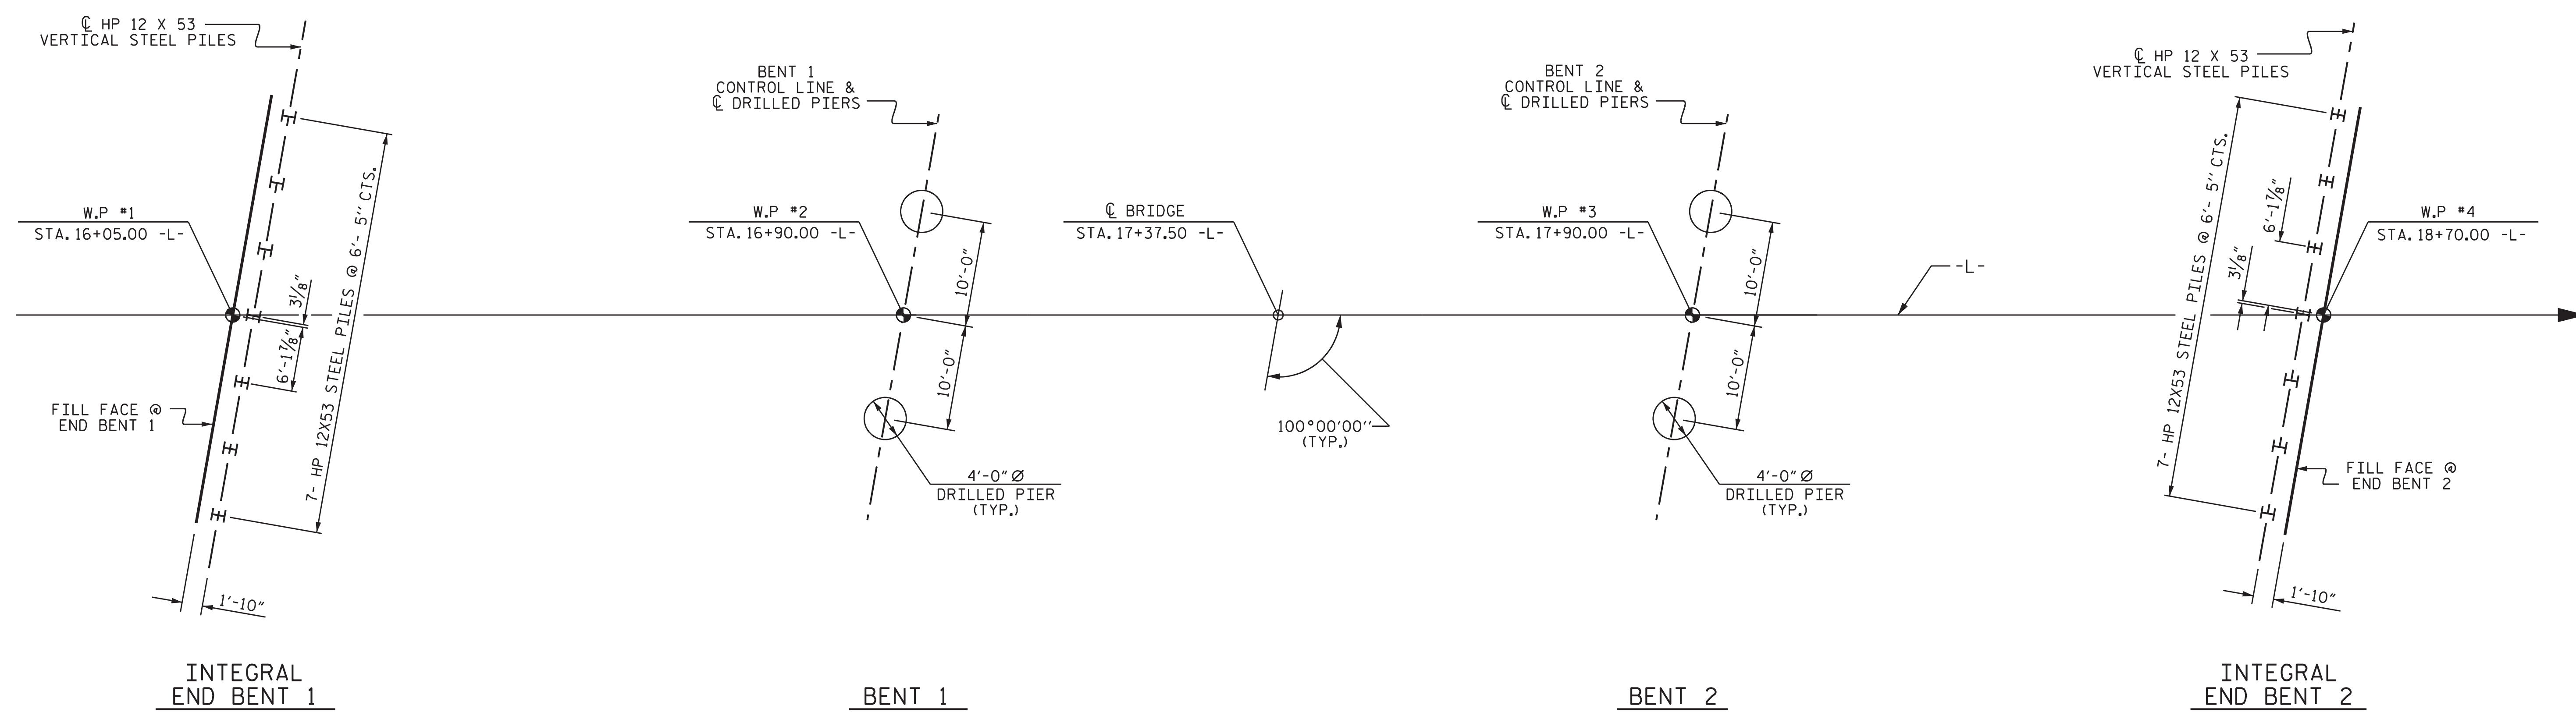 ℄ HP 12 X 53
VERTICAL STEEL PILES
W.P #1
STA. 16+05.00 -L-
3⅛"
6'-1⅞"
7- HP 12X53 STEEL PILES @ 6'- 5" CTS.
FILL FACE @
END BENT 1
1'-10"
INTEGRAL
END BENT 1
BENT 1
CONTROL LINE &
℄ DRILLED PIERS
W.P #2
STA. 16+90.00 -L-
10'-0"
10'-0"
4'-0" Ø
DRILLED PIER
(TYP.)
BENT 1
℄ BRIDGE
STA. 17+37.50 -L-
100°00'00"
(TYP.)
BENT 2
CONTROL LINE &
℄ DRILLED PIERS
W.P #3
STA. 17+90.00 -L-
10'-0"
10'-0"
4'-0" Ø
DRILLED PIER
(TYP.)
BENT 2
-L-
℄ HP 12 X 53
VERTICAL STEEL PILES
7- HP 12X53 STEEL PILES @ 6'- 5" CTS.
6'-1⅞"
3⅛"
W.P #4
STA. 18+70.00 -L-
FILL FACE @
END BENT 2
1'-10"
INTEGRAL
END BENT 2